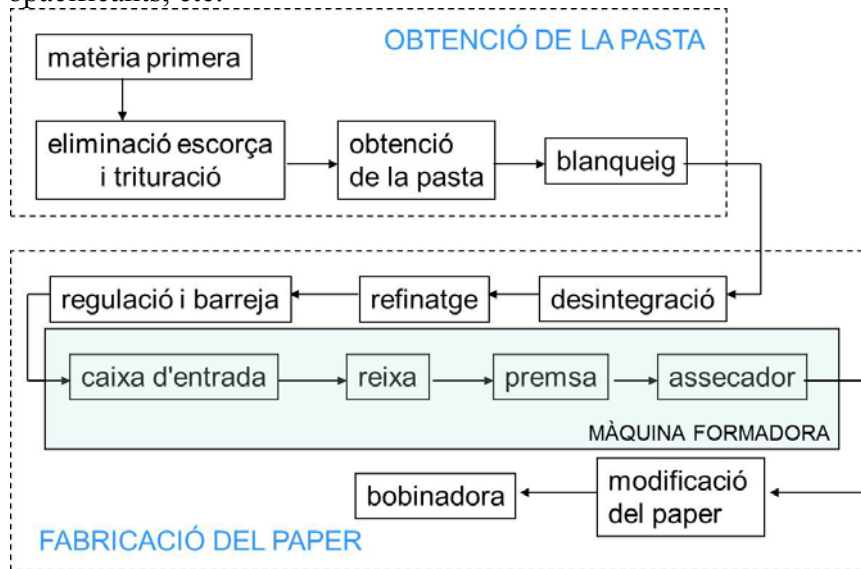 OBTENCIÓ DE LA PASTA
matèria primera
eliminació escorça
i trituració
obtenció
de la pasta
blanqueig
regulació i barreja
refinatge
desintegració
caixa d'entrada
reixa
premsa
assecador
MÀQUINA FORMADORA
bobinadora
modificació
del paper
FABRICACIÓ DEL PAPER